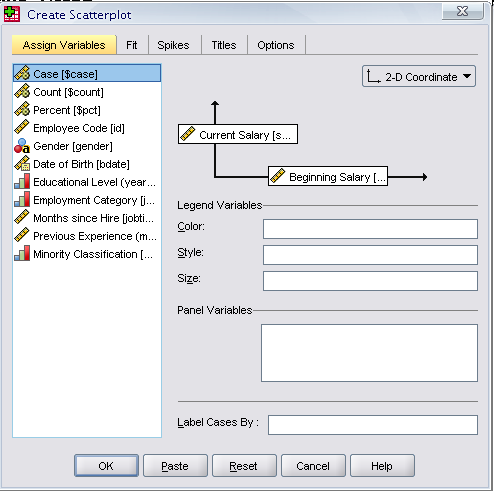 Create Scatterplot
Assign Variables Fit Spikes Titles Options
Case [$case]
Count [$count]
Percent [$pct]
Employee Code [id]
Gender [gender]
Date of Birth [bdate]
Educational Level (year...
Employment Category [j...
Months since Hire [jobti...
Previous Experience (m...
Minority Classification [...
2-D Coordinate
Current Salary [s...
Beginning Salary [...
Legend Variables
Color:
Style:
Size:
Panel Variables
Label Cases By :
OK Paste Reset Cancel Help